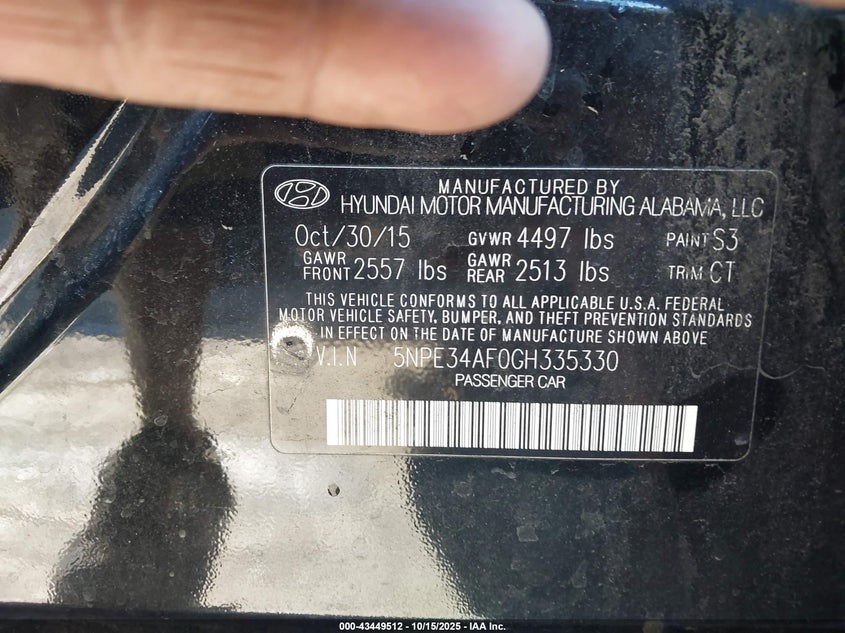 MANUFACTURED BY
HYUNDAI MOTOR MANUFACTURING ALABAMA, LLC
Oct/30/15 GVWR 4497 lbs PAINT S3
GAWR FRONT 2557 lbs GAWR REAR 2513 lbs TRIM CT
THIS VEHICLE CONFORMS TO ALL APPLICABLE U.S.A. FEDERAL
MOTOR VEHICLE SAFETY, BUMPER, AND THEFT PREVENTION STANDARDS
IN EFFECT ON THE DATE OF MANUFACTURE SHOWN ABOVE
V.I.N 5NPE34AF0GH335330
PASSENGER CAR
000-43449512 - 10/15/2025 - IAA Inc.